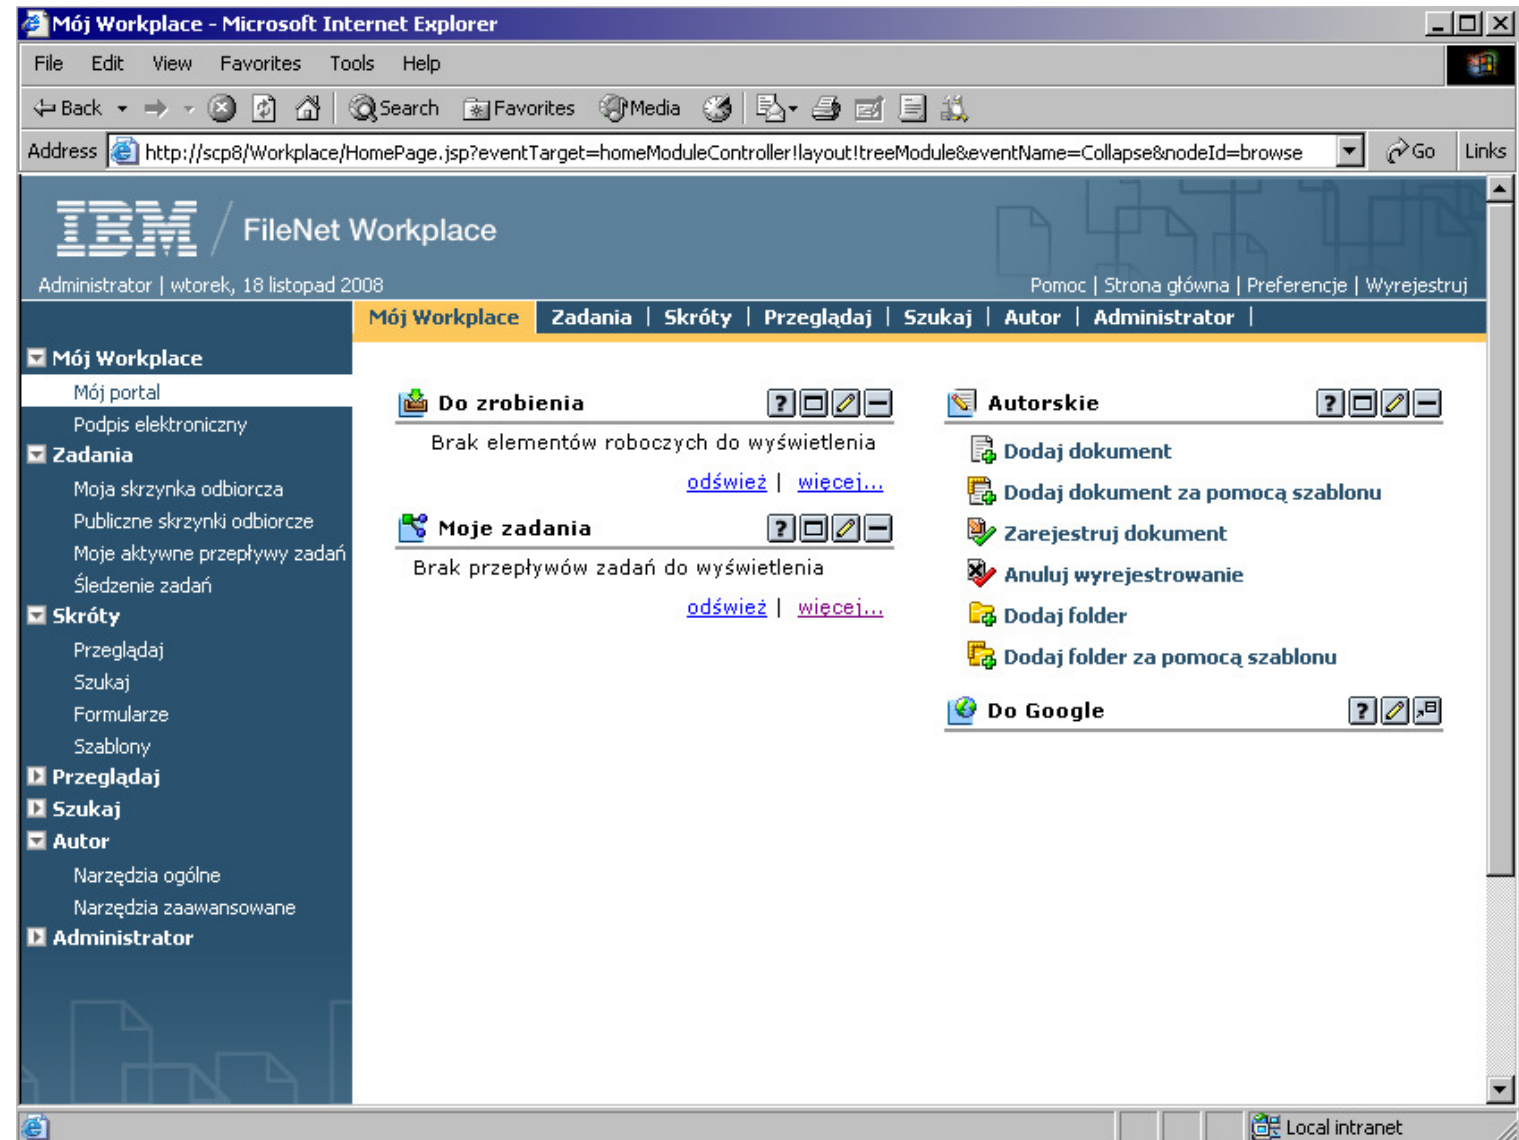 Mój Workplace - Microsoft Internet Explorer
File Edit View Favorites Tools Help
Back Search Favorites Media
Address http://scp8/Workplace/HomePage.jsp?eventTarget=homeModuleController!layout!treeModule&eventName=Collapse&nodeId=browse Go Links
IBM / FileNet Workplace
Administrator | wtorek, 18 listopad 2008
Pomoc | Strona główna | Preferencje | Wyrejestruj
Mój Workplace Zadania | Skróty | Przeglądaj | Szukaj | Autor | Administrator |
Mój Workplace
Mój portal
Podpis elektroniczny
Zadania
Moja skrzynka odbiorcza
Publiczne skrzynki odbiorcze
Moje aktywne przepływy zadań
Śledzenie zadań
Skróty
Przeglądaj
Szukaj
Formularze
Szablony
Przeglądaj
Szukaj
Autor
Narzędzia ogólne
Narzędzia zaawansowane
Administrator
Do zrobienia ?
Brak elementów roboczych do wyświetlenia
odśwież | więcej...
Moje zadania ?
Brak przepływów zadań do wyświetlenia
odśwież | więcej...
Autorskie ?
Dodaj dokument
Dodaj dokument za pomocą szablonu
Zarejestruj dokument
Anuluj wyrejestrowanie
Dodaj folder
Dodaj folder za pomocą szablonu
Do Google ?
Local intranet